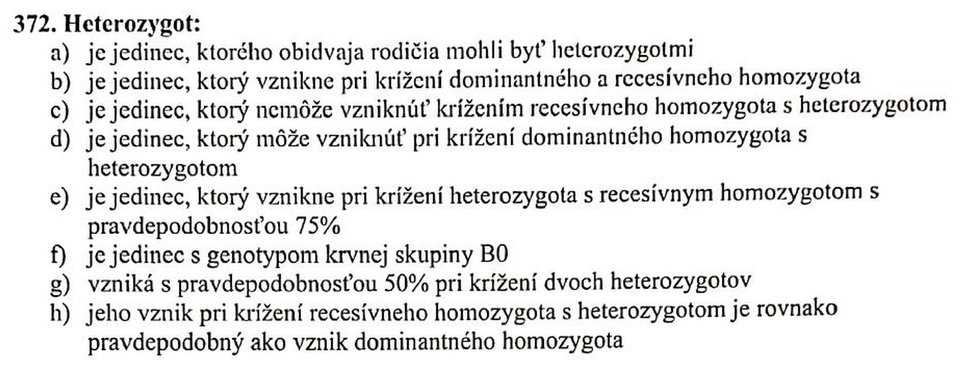 372. Heterozygot:
a) je jedinec, ktorého obidvaja rodičia mohli byť heterozygotmi
b) je jedinec, ktorý vznikne pri krížení dominantného a recesívneho homozygota
c) je jedinec, ktorý nemôže vzniknúť krížením recesívneho homozygota s heterozygotom
d) je jedinec, ktorý môže vzniknúť pri krížení dominantného homozygota s
heterozygotom
e) je jedinec, ktorý vznikne pri krížení heterozygota s recesívnym homozygotom s
pravdepodobnosťou 75%
f) je jedinec s genotypom krvnej skupiny B0
g) vzniká s pravdepodobnosťou 50% pri krížení dvoch heterozygotov
h) jeho vznik pri krížení recesívneho homozygota s heterozygotom je rovnako
pravdepodobný ako vznik dominantného homozygota